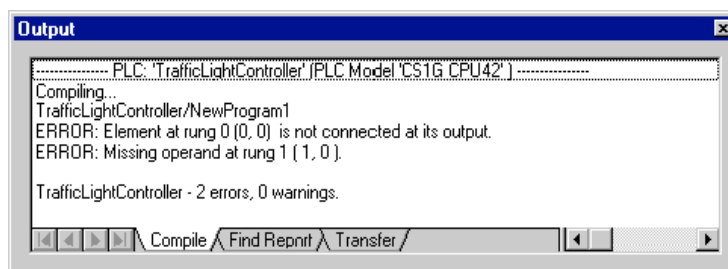 Output
--------------- PLC: 'TrafficLightController' (PLC Model 'CS1G CPU42' ) ---------------
Compiling...
TrafficLightController/NewProgram1
ERROR: Element at rung 0 (0, 0)  is not connected at its output.
ERROR: Missing operand at rung 1 ( 1, 0 ).
TrafficLightController - 2 errors, 0 warnings.
Compile / Find Report \ Transfer /